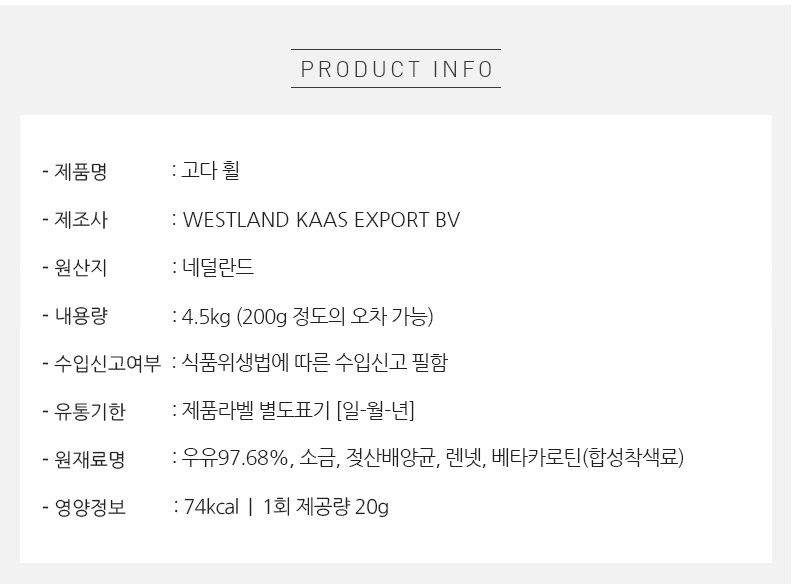 PRODUCT INFO
- 제품명 : 고다 휠
- 제조사 : WESTLAND KAAS EXPORT BV
- 원산지 : 네덜란드
- 내용량 : 4.5kg (200g 정도의 오차 가능)
- 수입신고여부 : 식품위생법에 따른 수입신고 필함
- 유통기한 : 제품라벨 별도표기 [일-월-년]
- 원재료명 : 우유97.68%, 소금, 젖산배양균, 렌넷, 베타카로틴(합성착색료)
- 영양정보 : 74kcal | 1회 제공량 20g